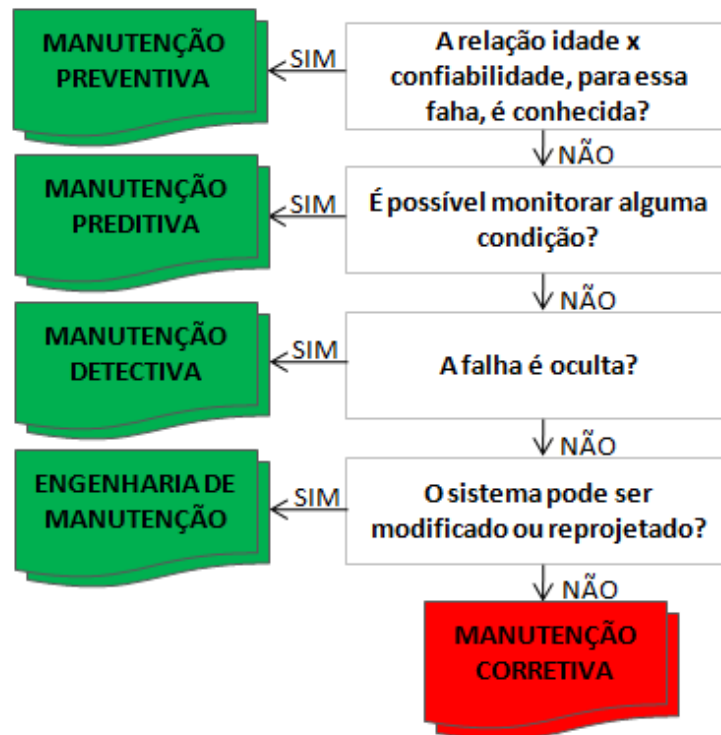 MANUTENÇÃO
PREVENTIVA
SIM
A relação idade x
confiabilidade, para essa
faha, é conhecida?
NÃO
MANUTENÇÃO
PREDITIVA
SIM
É possível monitorar alguma
condição?
NÃO
MANUTENÇÃO
DETECTIVA
SIM
A falha é oculta?
NÃO
ENGENHARIA DE
MANUTENÇÃO
SIM
O sistema pode ser
modificado ou reprojetado?
NÃO
MANUTENÇÃO
CORRETIVA